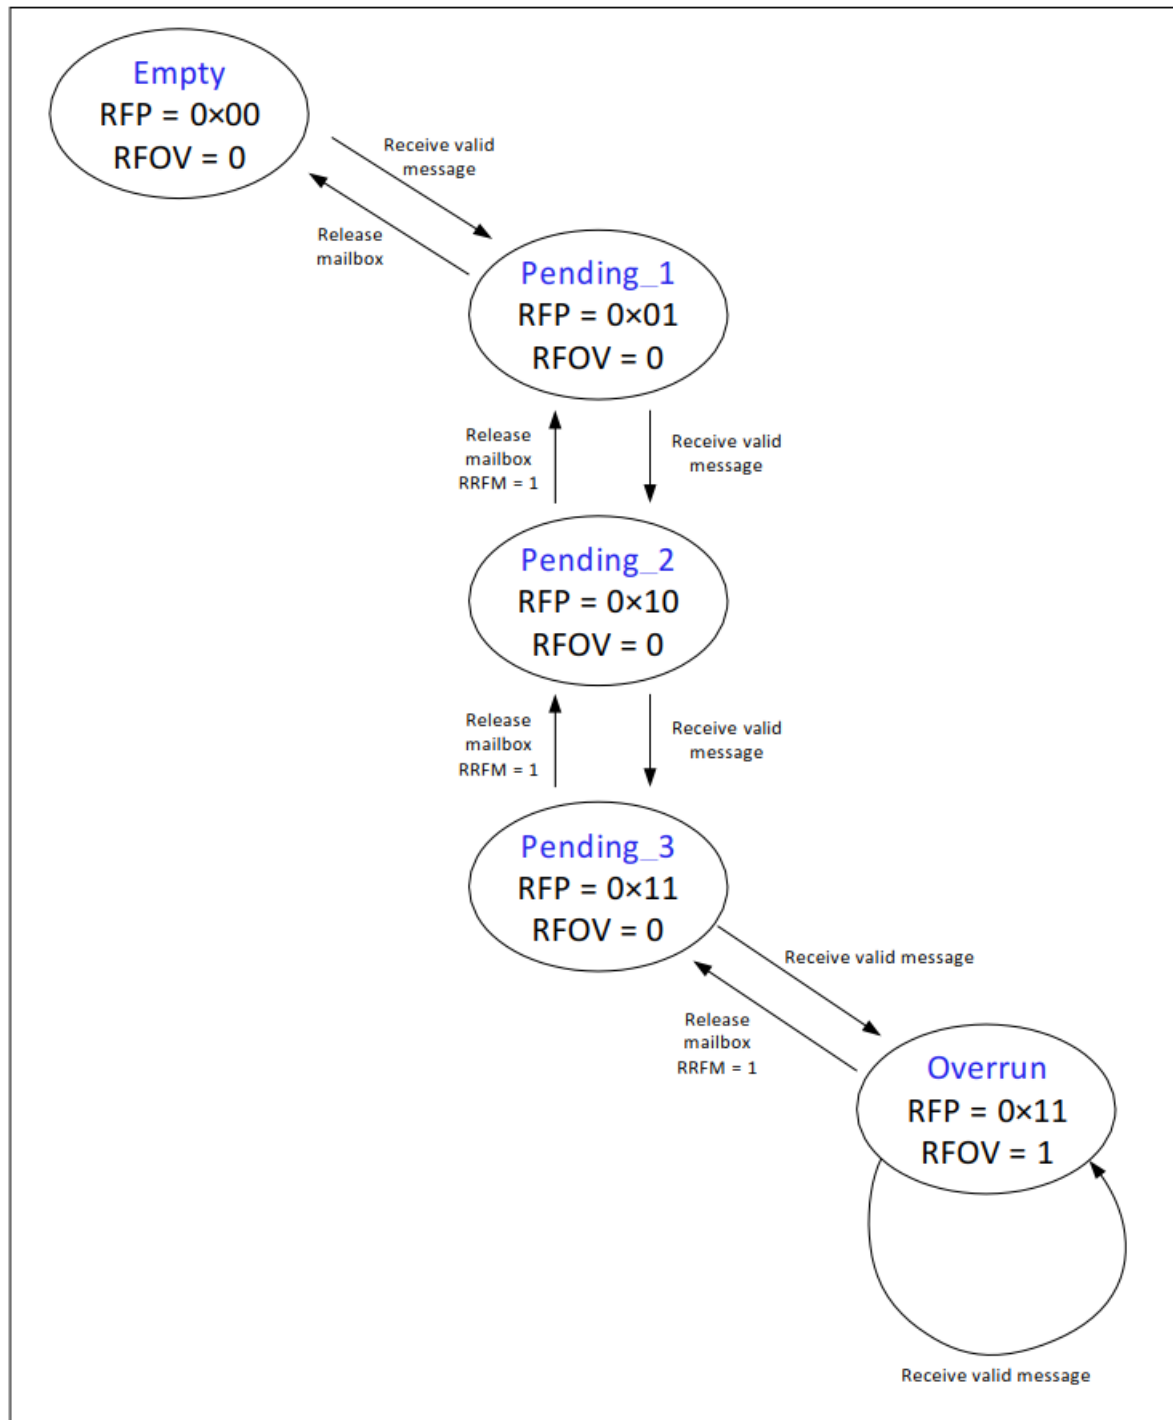 Empty
RFP = 0×00
RFOV = 0
Receive valid
message
Release
mailbox
Pending_1
RFP = 0×01
RFOV = 0
Release
mailbox
RRFM = 1
Receive valid
message
Pending_2
RFP = 0×10
RFOV = 0
Release
mailbox
RRFM = 1
Receive valid
message
Pending_3
RFP = 0×11
RFOV = 0
Receive valid message
Release
mailbox
RRFM = 1
Overrun
RFP = 0×11
RFOV = 1
Receive valid message